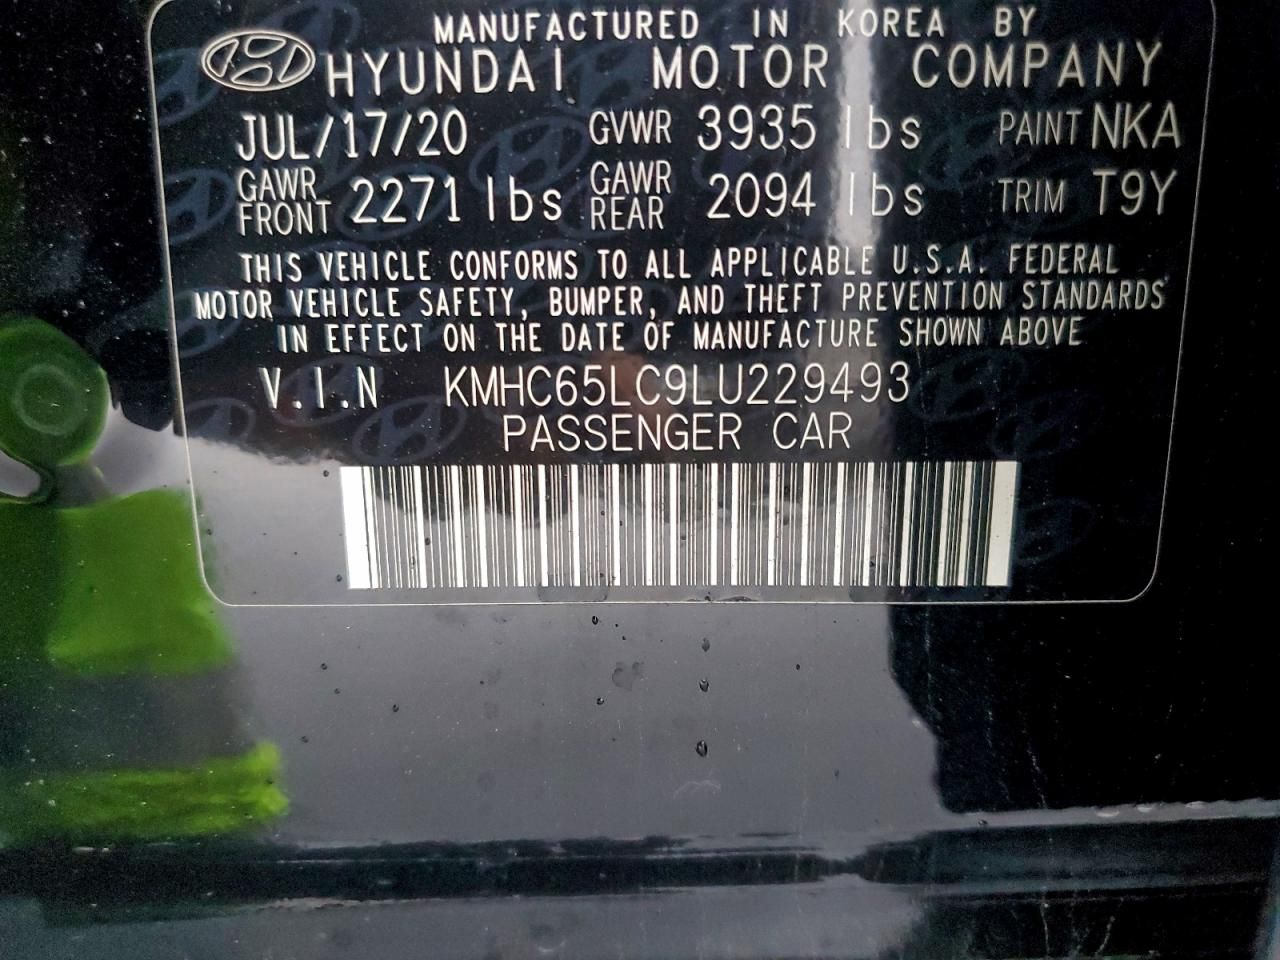 MANUFACTURED IN KOREA BY
HYUNDAI MOTOR COMPANY
JUL/17/20 GVWR 3935 lbs PAINT NKA
GAWR FRONT 2271 lbs GAWR REAR 2094 lbs TRIM T9Y
THIS VEHICLE CONFORMS TO ALL APPLICABLE U.S.A. FEDERAL
MOTOR VEHICLE SAFETY, BUMPER, AND THEFT PREVENTION STANDARDS
IN EFFECT ON THE DATE OF MANUFACTURE SHOWN ABOVE
V.I.N KMHC65LC9LU229493
PASSENGER CAR